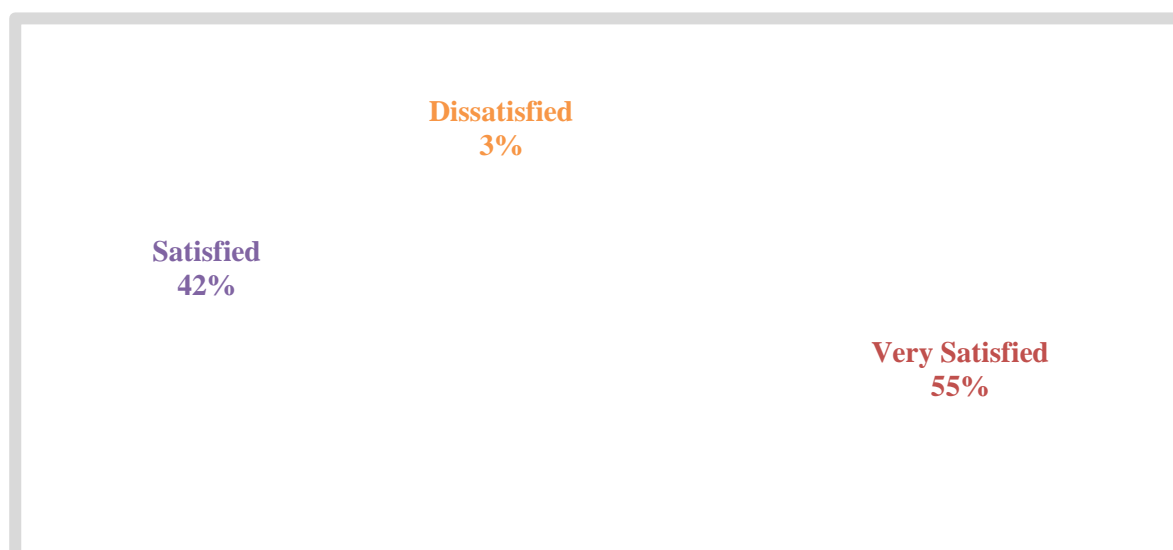 Dissatisfied
3%
Satisfied
42%
Very Satisfied
55%